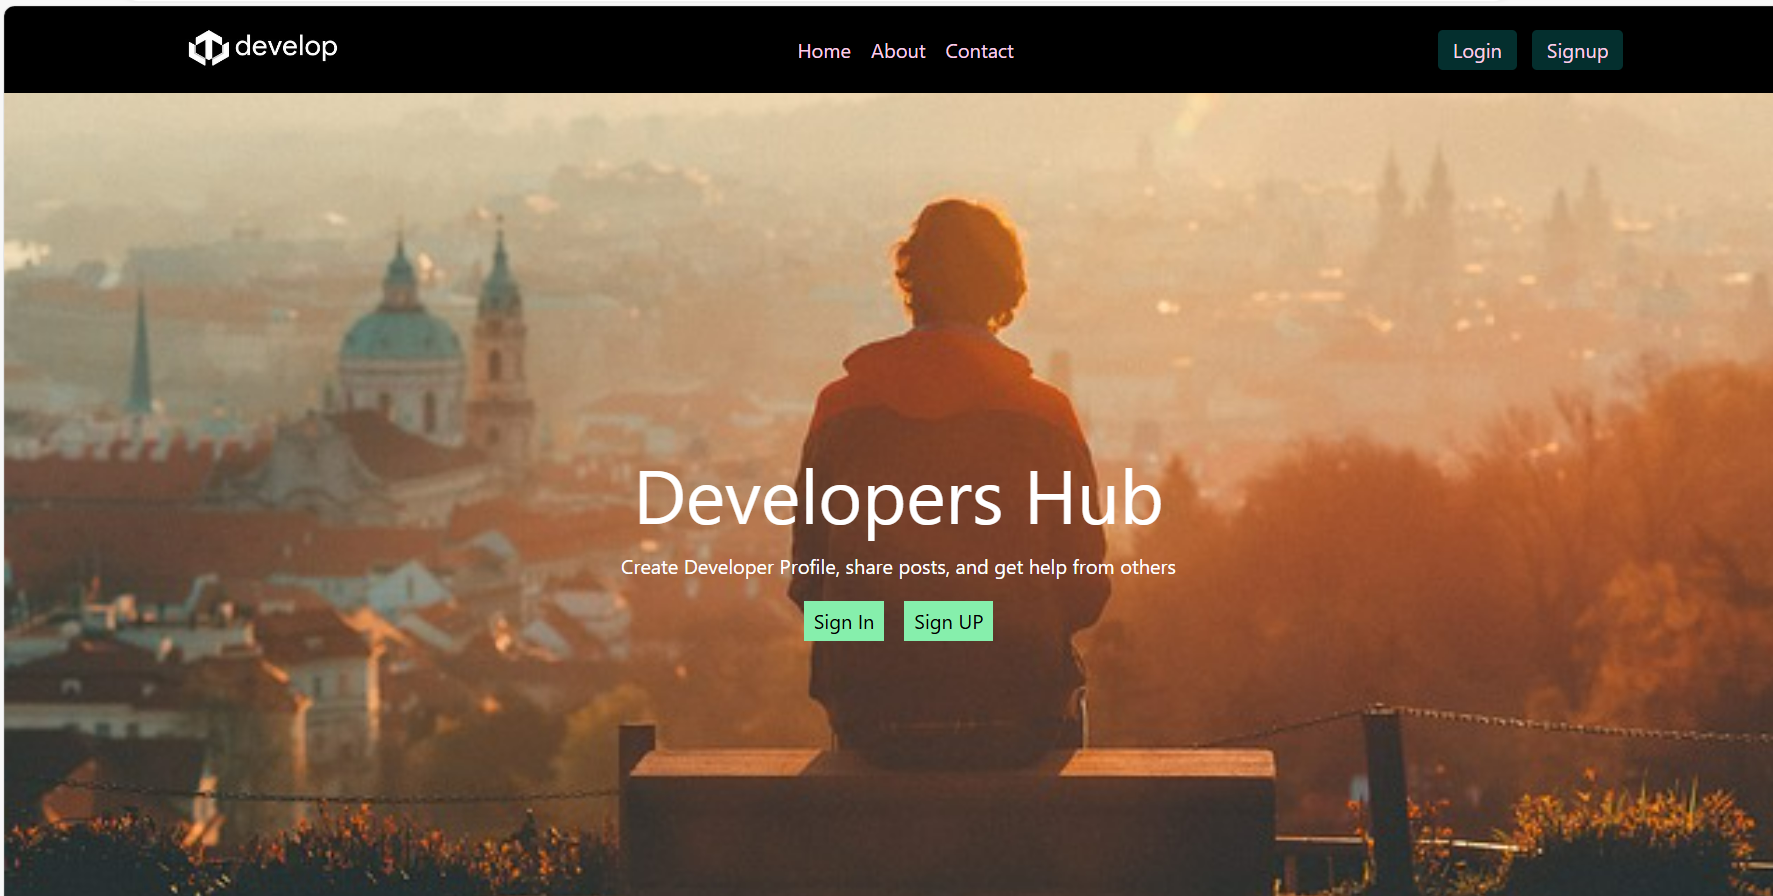 develop
Home About Contact
Login Signup
Developers Hub
Create Developer Profile, share posts, and get help from others
Sign In Sign UP